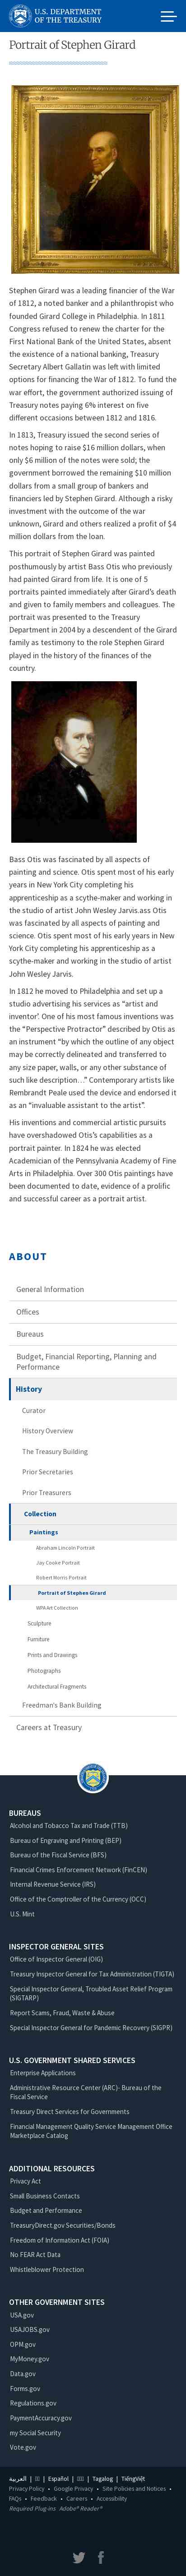 U.S. DEPARTMENT
OF THE TREASURY
Portrait of Stephen Girard
Stephen Girard was a leading financier of the War
of 1812, a noted banker and a philanthropist who
founded Girard College in Philadelphia. In 1811
Congress refused to renew the charter for the
First National Bank of the United States, absent
the existence of a national banking, Treasury
Secretary Albert Gallatin was left with limited
options for financing the War of 1812. To fund the
war effort, the government authorized issuing of
Treasury notes paying 6% interest on five
different occasions between 1812 and 1816.
In 1813, Treasury issued the second series of
notes hoping to raise $16 million dollars, when
only $6 million of the notes were sold; the
government borrowed the remaining $10 million
dollars from a small group of bankers and
financiers led by Stephen Girard. Although a risky
investment with the outcome of the war
unknown, Girard and others realized a profit of $4
million dollars from the loan.
This portrait of Stephen Girard was painted
posthumously by artist Bass Otis who previously
had painted Girard from life. It is one of 5
portraits painted immediately after Girard's death
and given to family members and colleagues. The
portrait was presented to the Treasury
Department in 2004 by a descendent of the Girard
family as testimony to the role Stephen Girard
played in the history of the finances of the
country.
Bass Otis was fascinated by all aspects of
painting and science. Otis spent most of his early
years in New York City completing his
apprenticeship as a scythe-maker and working in
the studio of artist John Wesley Jarvis.ass Otis
was fascinated by all aspects of painting and
science. Otis spent most of his early years in New
York City completing his apprenticeship as a
scythe-maker and working in the studio of artist
John Wesley Jarvis.
In 1812 he moved to Philadelphia and set up a
studio advertising his services as "artist and
inventor'. One of his most famous inventions was
the "Perspective Protractor" described by Otis as
an instrument "by which the outline of any object
may be correctly ascertained and transferred to
any size paper, walls, or any other substances of
such like description…" Contemporary artists like
Rembrandt Peale used the device and endorsed it
as an "invaluable assistant to the artist".
His inventions and commercial artistic pursuits
have overshadowed Otis's capabilities as a
portrait painter. In 1824 he was elected
Academician at the Pennsylvania Academy of Fine
Arts in Philadelphia. Over 300 Otis paintings have
been documented to date, evidence of a prolific
and successful career as a portrait artist.
ABOUT
General Information
Offices
Bureaus
Budget, Financial Reporting, Planning and
Performance
History
Curator
History Overview
The Treasury Building
Prior Secretaries
Prior Treasurers
Collection
Paintings
Abraham Lincoln Portrait
Jay Cooke Portrait
Robert Morris Portrait
Portrait of Stephen Girard
WPA Art Collection
Sculpture
Furniture
Prints and Drawings
Photographs
Architectural Fragments
Freedman's Bank Building
Careers at Treasury
BUREAUS
Alcohol and Tobacco Tax and Trade (TTB)
Bureau of Engraving and Printing (BEP)
Bureau of the Fiscal Service (BFS)
Financial Crimes Enforcement Network (FinCEN)
Internal Revenue Service (IRS)
Office of the Comptroller of the Currency (OCC)
U.S. Mint
INSPECTOR GENERAL SITES
Office of Inspector General (OIG)
Treasury Inspector General for Tax Administration (TIGTA)
Special Inspector General, Troubled Asset Relief Program
(SIGTARP)
Report Scams, Fraud, Waste & Abuse
Special Inspector General for Pandemic Recovery (SIGPR)
U.S. GOVERNMENT SHARED SERVICES
Enterprise Applications
Administrative Resource Center (ARC)- Bureau of the
Fiscal Service
Treasury Direct Services for Governments
Financial Management Quality Service Management Office
Marketplace Catalog
ADDITIONAL RESOURCES
Privacy Act
Small Business Contacts
Budget and Performance
TreasuryDirect.gov Securities/Bonds
Freedom of Information Act (FOIA)
No FEAR Act Data
Whistleblower Protection
OTHER GOVERNMENT SITES
USA.gov
USAJOBS.gov
OPM.gov
MyMoney.gov
Data.gov
Forms.gov
Regulations.gov
PaymentAccuracy.gov
my Social Security
Vote.gov
العربية | | Español | | Tagalog | TiếngViệt
Privacy Policy • Google Privacy • Site Policies and Notices •
FAQs • Feedback • Careers • Accessibility
Required Plug-ins Adobe® Reader®